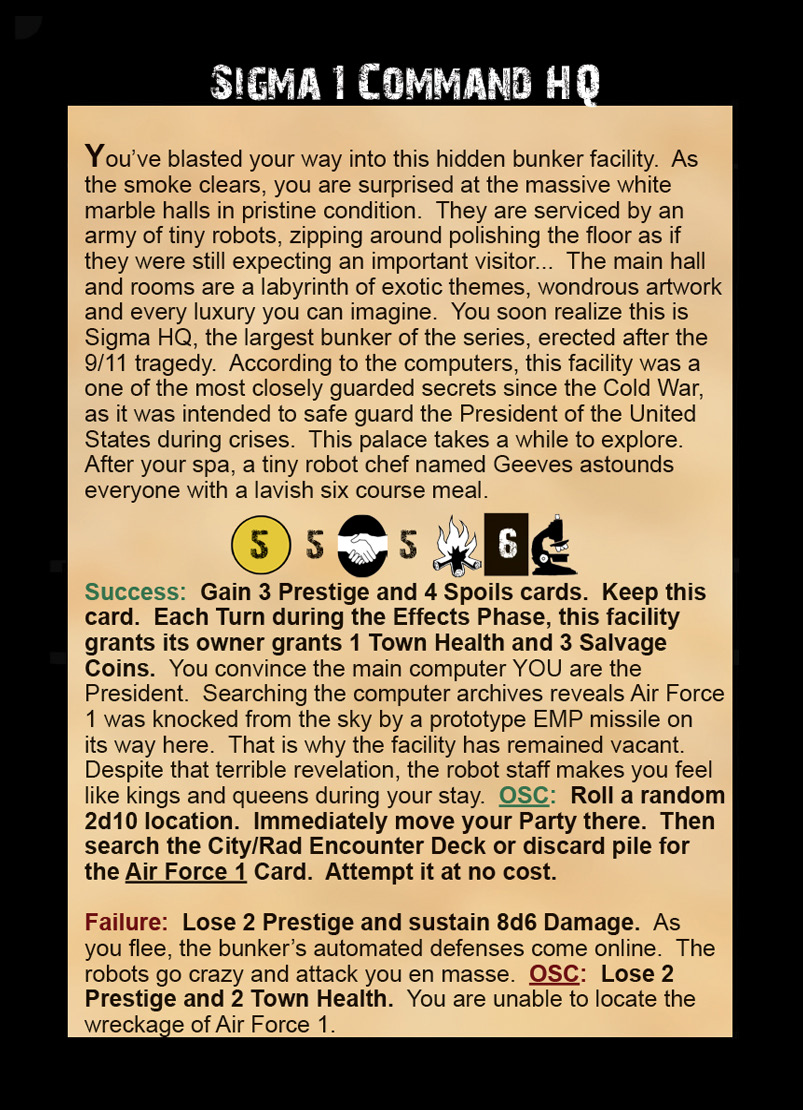 Sigma 1 Command HQ
You've blasted your way into this hidden bunker facility.  As
the smoke clears, you are surprised at the massive white
marble halls in pristine condition.  They are serviced by an
army of tiny robots, zipping around polishing the floor as if
they were still expecting an important visitor...  The main hall
and rooms are a labyrinth of exotic themes, wondrous artwork
and every luxury you can imagine.  You soon realize this is
Sigma HQ, the largest bunker of the series, erected after the
9/11 tragedy.  According to the computers, this facility was a
one of the most closely guarded secrets since the Cold War,
as it was intended to safe guard the President of the United
States during crises.  This palace takes a while to explore.
After your spa, a tiny robot chef named Geeves astounds
everyone with a lavish six course meal.
5 5 5 6
Success:  Gain 3 Prestige and 4 Spoils cards.  Keep this
card.  Each Turn during the Effects Phase, this facility
grants its owner grants 1 Town Health and 3 Salvage
Coins.  You convince the main computer YOU are the
President.  Searching the computer archives reveals Air Force
1 was knocked from the sky by a prototype EMP missile on
its way here.  That is why the facility has remained vacant.
Despite that terrible revelation, the robot staff makes you feel
like kings and queens during your stay.  OSC:  Roll a random
2d10 location.  Immediately move your Party there.  Then
search the City/Rad Encounter Deck or discard pile for
the Air Force 1 Card.  Attempt it at no cost.
Failure:  Lose 2 Prestige and sustain 8d6 Damage.  As
you flee, the bunker's automated defenses come online.  The
robots go crazy and attack you en masse.  OSC:  Lose 2
Prestige and 2 Town Health.  You are unable to locate the
wreckage of Air Force 1.